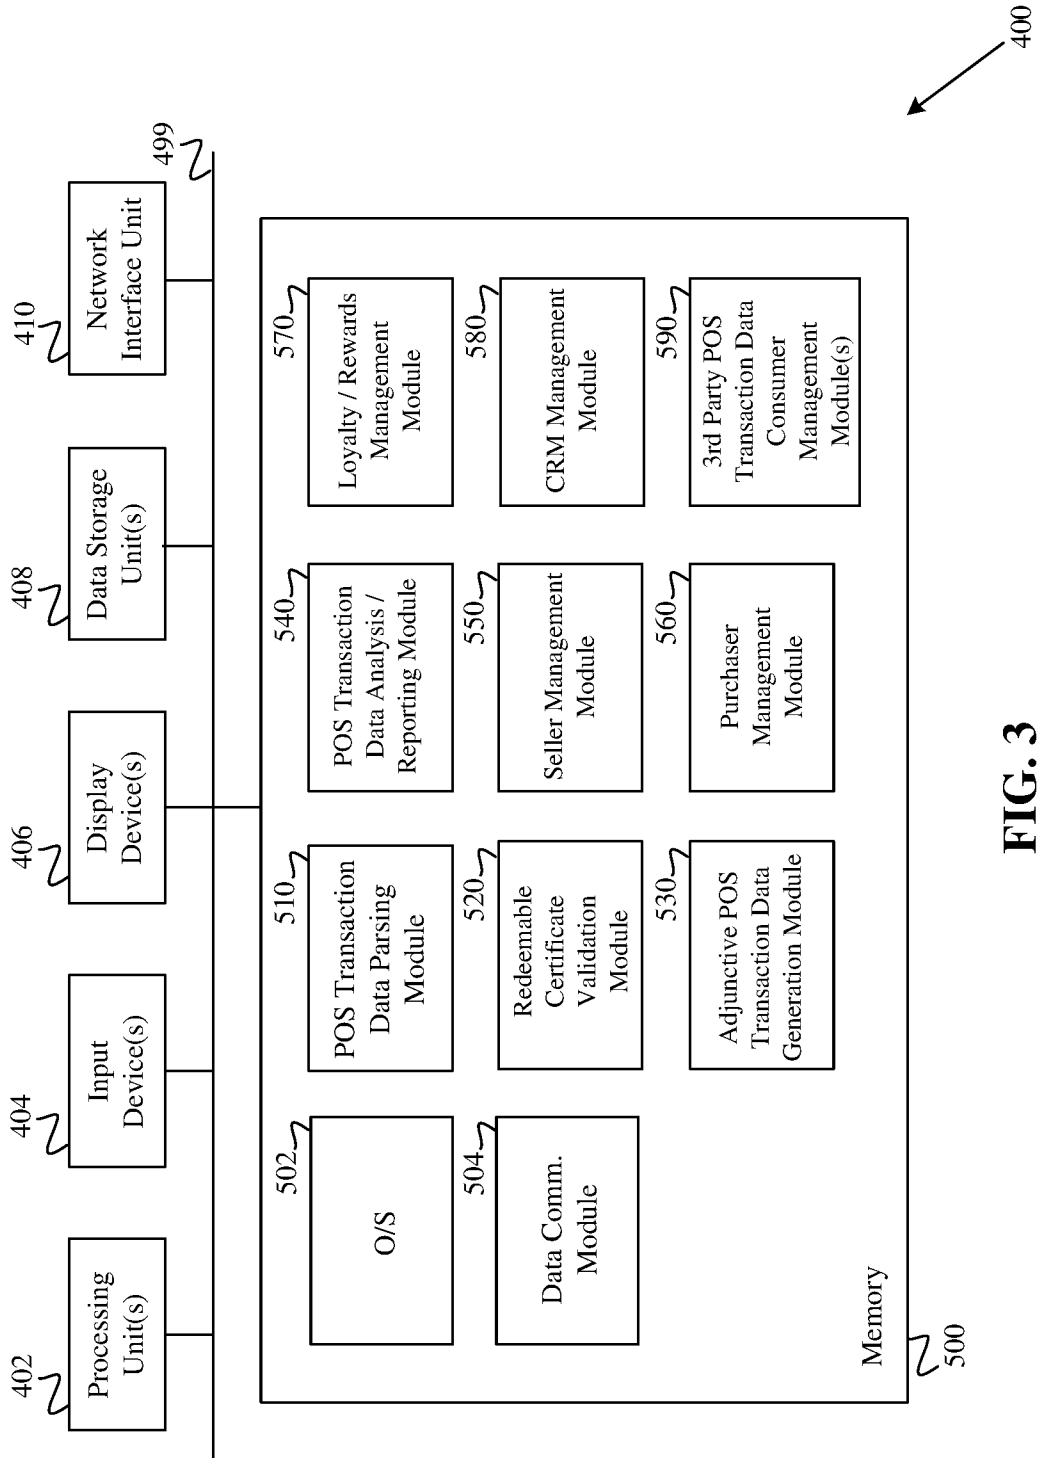 402
Processing
Unit(s)
404
Input
Device(s)
406
Display
Device(s)
408
Data Storage
Unit(s)
410
Network
Interface Unit
499
502
O/S
504
Data Comm.
Module
510
POS Transaction
Data Parsing
Module
520
Redeemable
Certificate
Validation
Module
530
Adjunctive POS
Transaction Data
Generation Module
540
POS Transaction
Data Analysis /
Reporting Module
550
Seller Management
Module
560
Purchaser
Management
Module
570
Loyalty / Rewards
Management
Module
580
CRM Management
Module
590
3rd Party POS
Transaction Data
Consumer
Management
Module(s)
Memory
500
400
FIG. 3